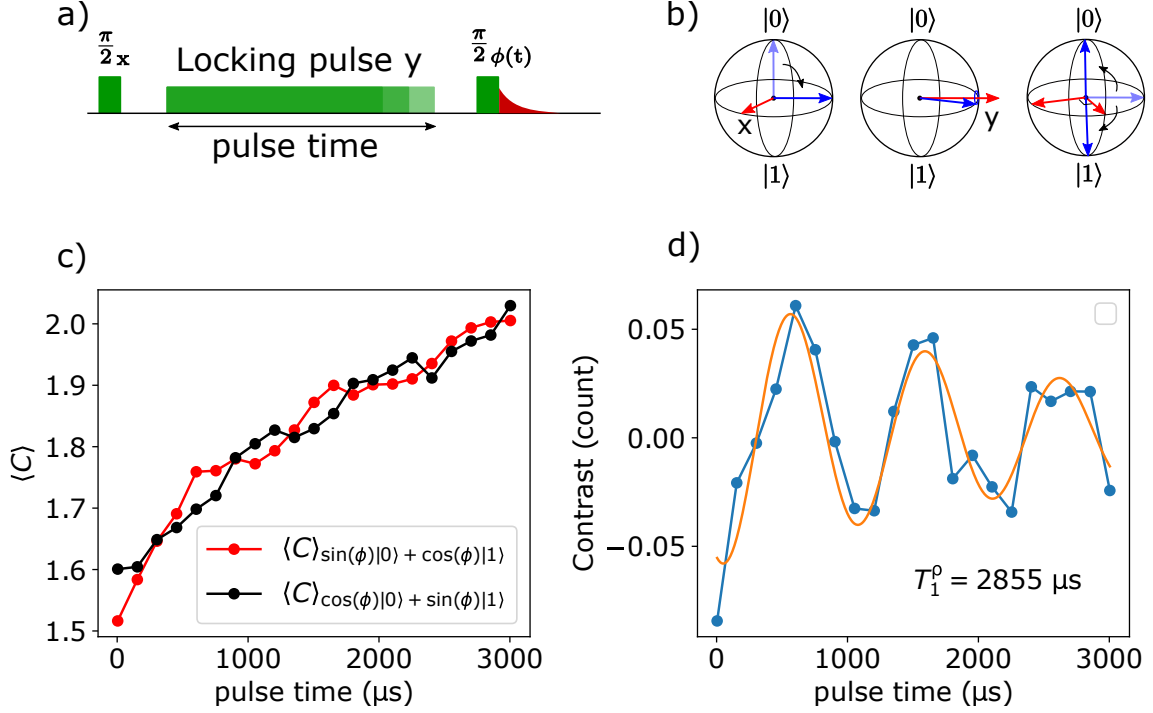 a)
π/2 x
Locking pulse y
π/2 ϕ(t)
pulse time
b)
|0⟩ |0⟩ |0⟩
x y
|1⟩ |1⟩ |1⟩
c)
⟨C⟩
2.0
1.9
1.8
1.7
1.6
1.5
⟨C⟩sin(ϕ)|0⟩ + cos(ϕ)|1⟩
⟨C⟩cos(ϕ)|0⟩ + sin(ϕ)|1⟩
0 1000 2000 3000
pulse time (μs)
d)
Contrast (count)
0.05
0.00
−0.05
T₁ᵖ = 2855 μs
0 1000 2000 3000
pulse time (μs)